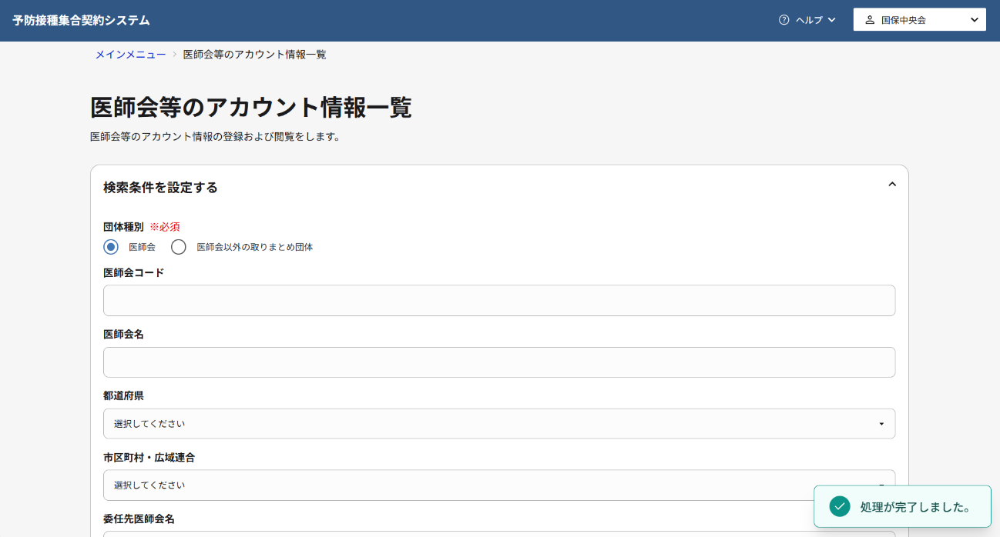 予防接種集合契約システム
ヘルプ
国保中央会
メインメニュー > 医師会等のアカウント情報一覧
医師会等のアカウント情報一覧
医師会等のアカウント情報の登録および閲覧をします。
検索条件を設定する
団体種別 ※必須
医師会 医師会以外の取りまとめ団体
医師会コード
医師会名
都道府県
選択してください
市区町村・広域連合
選択してください
処理が完了しました。
委任先医師会名